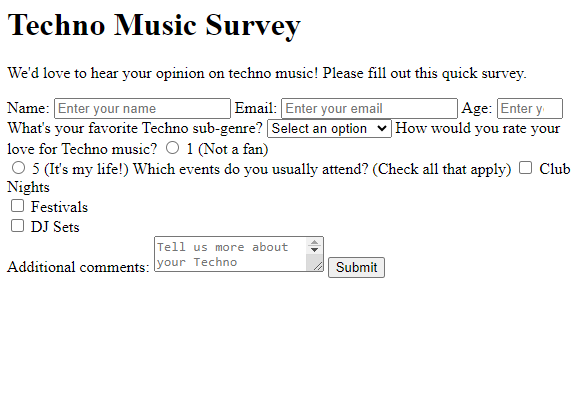 Techno Music Survey
We'd love to hear your opinion on techno music! Please fill out this quick survey.
Name: Enter your name Email: Enter your email Age: Enter y
What's your favorite Techno sub-genre? Select an option How would you rate your
love for Techno music? 1 (Not a fan)
5 (It's my life!) Which events do you usually attend? (Check all that apply) Club
Nights
Festivals
DJ Sets
Tell us more about
your Techno
Additional comments: Submit